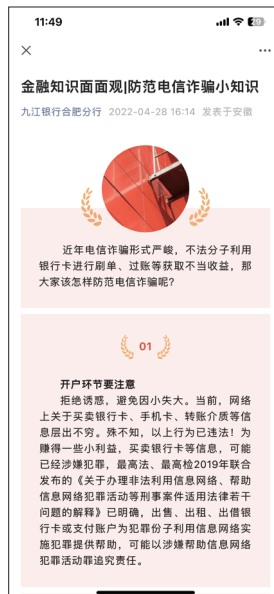 11:49
29
金融知识面面观|防范电信诈骗小知识
九江银行合肥分行 2022-04-28 16:14 发表于安徽
近年电信诈骗形式严峻，不法分子利用
银行卡进行刷单、过账等获取不当收益，那
大家该怎样防范电信诈骗呢？
01
开户环节要注意
拒绝诱惑，避免因小失大。当前，网络
上关于买卖银行卡、手机卡、转账介质等信
息层出不穷。殊不知，以上行为已违法！为
赚得一些小利益，买卖银行卡等信息，可能
已经涉嫌犯罪，最高法、最高检2019年联合
发布的《关于办理非法利用信息网络、帮助
信息网络犯罪活动等刑事案件适用法律若干
问题的解释》已明确，出售、出租、出借银
行卡或支付账户为犯罪份子利用信息网络实
施犯罪提供帮助，可能以涉嫌帮助信息网络
犯罪活动罪追究责任。